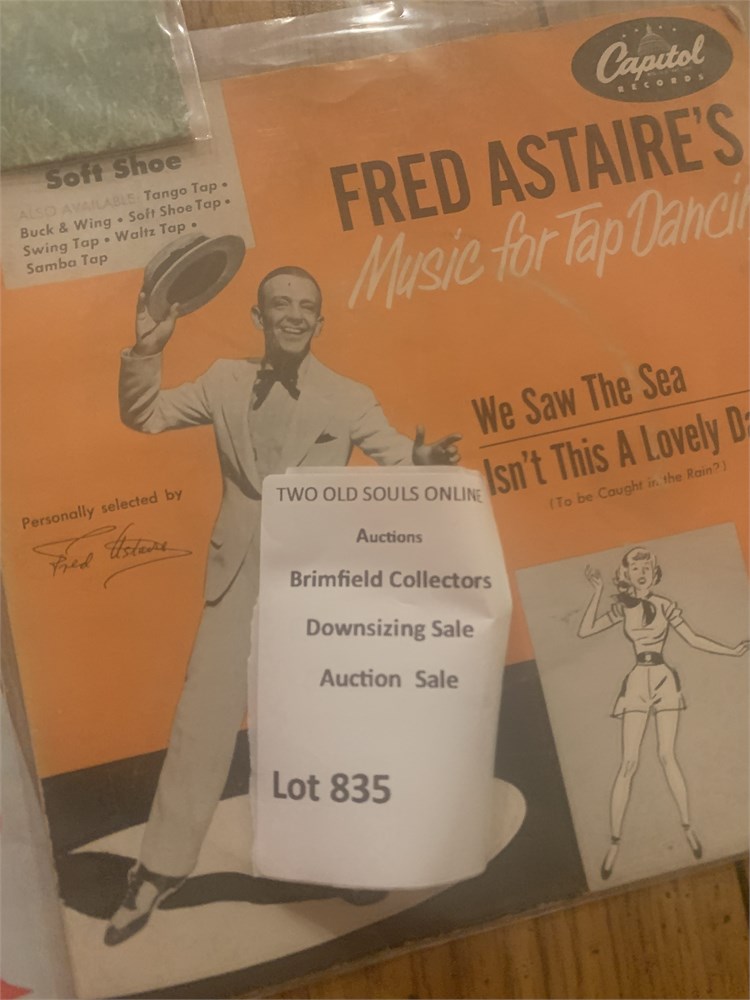 Capitol
RECORDS
FRED ASTAIRE'S
Music for Tap
Soft Shoe
ALSO AVAILABLE: Tango Tap •
Buck & Wing • Soft Shoe Tap •
Swing Tap • Waltz Tap •
Samba Tap
We Saw The Sea
Isn't This A Lovely
(To be Caught in the Rain?)
Personally selected by
Fred Astaire
TWO OLD SOULS ONLINE
Auctions
Brimfield Collectors
Downsizing Sale
Auction Sale
Lot 835